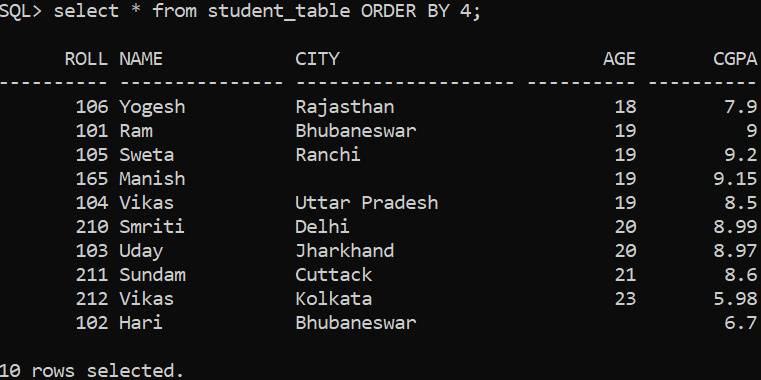 SQL> select * from student_table ORDER BY 4;
ROLL NAME CITY AGE CGPA
---------- --------------- -------------------- ---------- ----------
106 Yogesh Rajasthan 18 7.9
101 Ram Bhubaneswar 19 9
105 Sweta Ranchi 19 9.2
165 Manish 19 9.15
104 Vikas Uttar Pradesh 19 8.5
210 Smriti Delhi 20 8.99
103 Uday Jharkhand 20 8.97
211 Sundam Cuttack 21 8.6
212 Vikas Kolkata 23 5.98
102 Hari Bhubaneswar 6.7
10 rows selected.